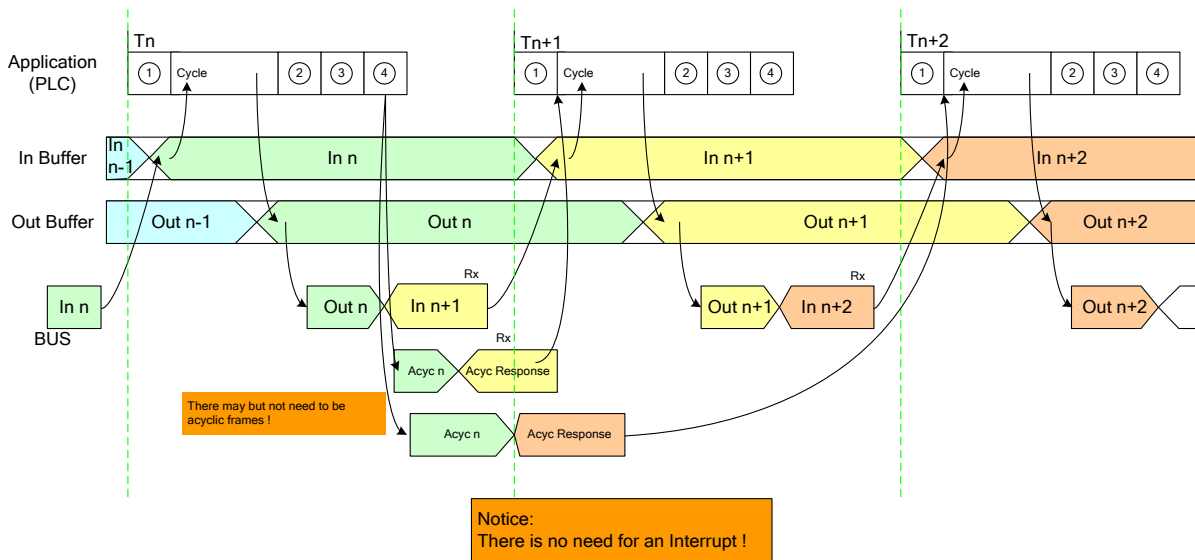 Tn
Tn+1
Tn+2
Application
(PLC)
① Cycle ② ③ ④
① Cycle ② ③ ④
① Cycle ② ③ ④
In Buffer
In
n-1
In n
In n+1
In n+2
Out Buffer
Out n-1
Out n
Out n+1
Out n+2
Rx
Rx
In n
Out n
In n+1
Out n+1
In n+2
Out n+2
BUS
Rx
Acyc n
Acyc Response
There may but not need to be
acyclic frames !
Acyc n
Acyc Response
Notice:
There is no need for an Interrupt !